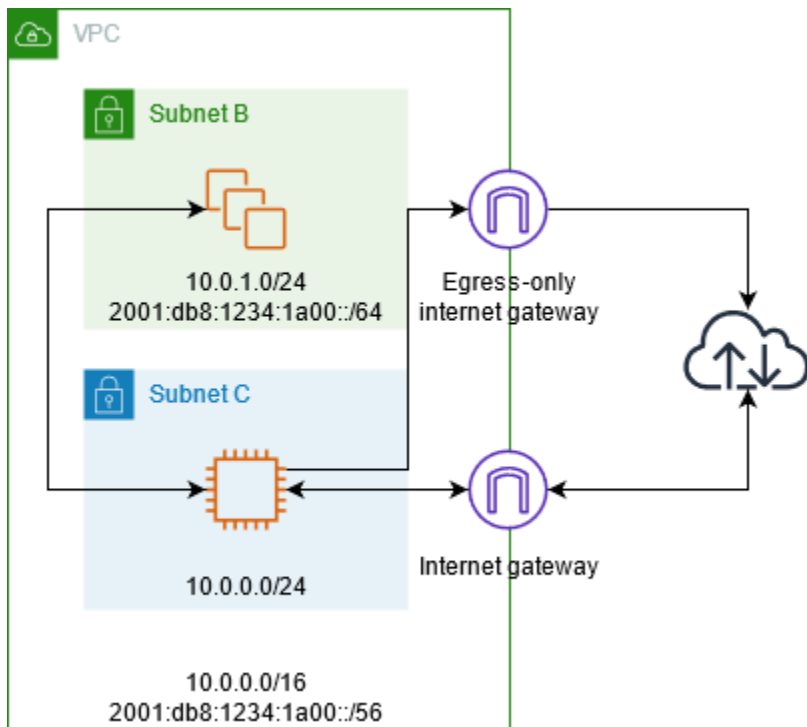 VPC
Subnet B
10.0.1.0/24
2001:db8:1234:1a00::/64
Egress-only
internet gateway
Subnet C
10.0.0.0/24
Internet gateway
10.0.0.0/16
2001:db8:1234:1a00::/56